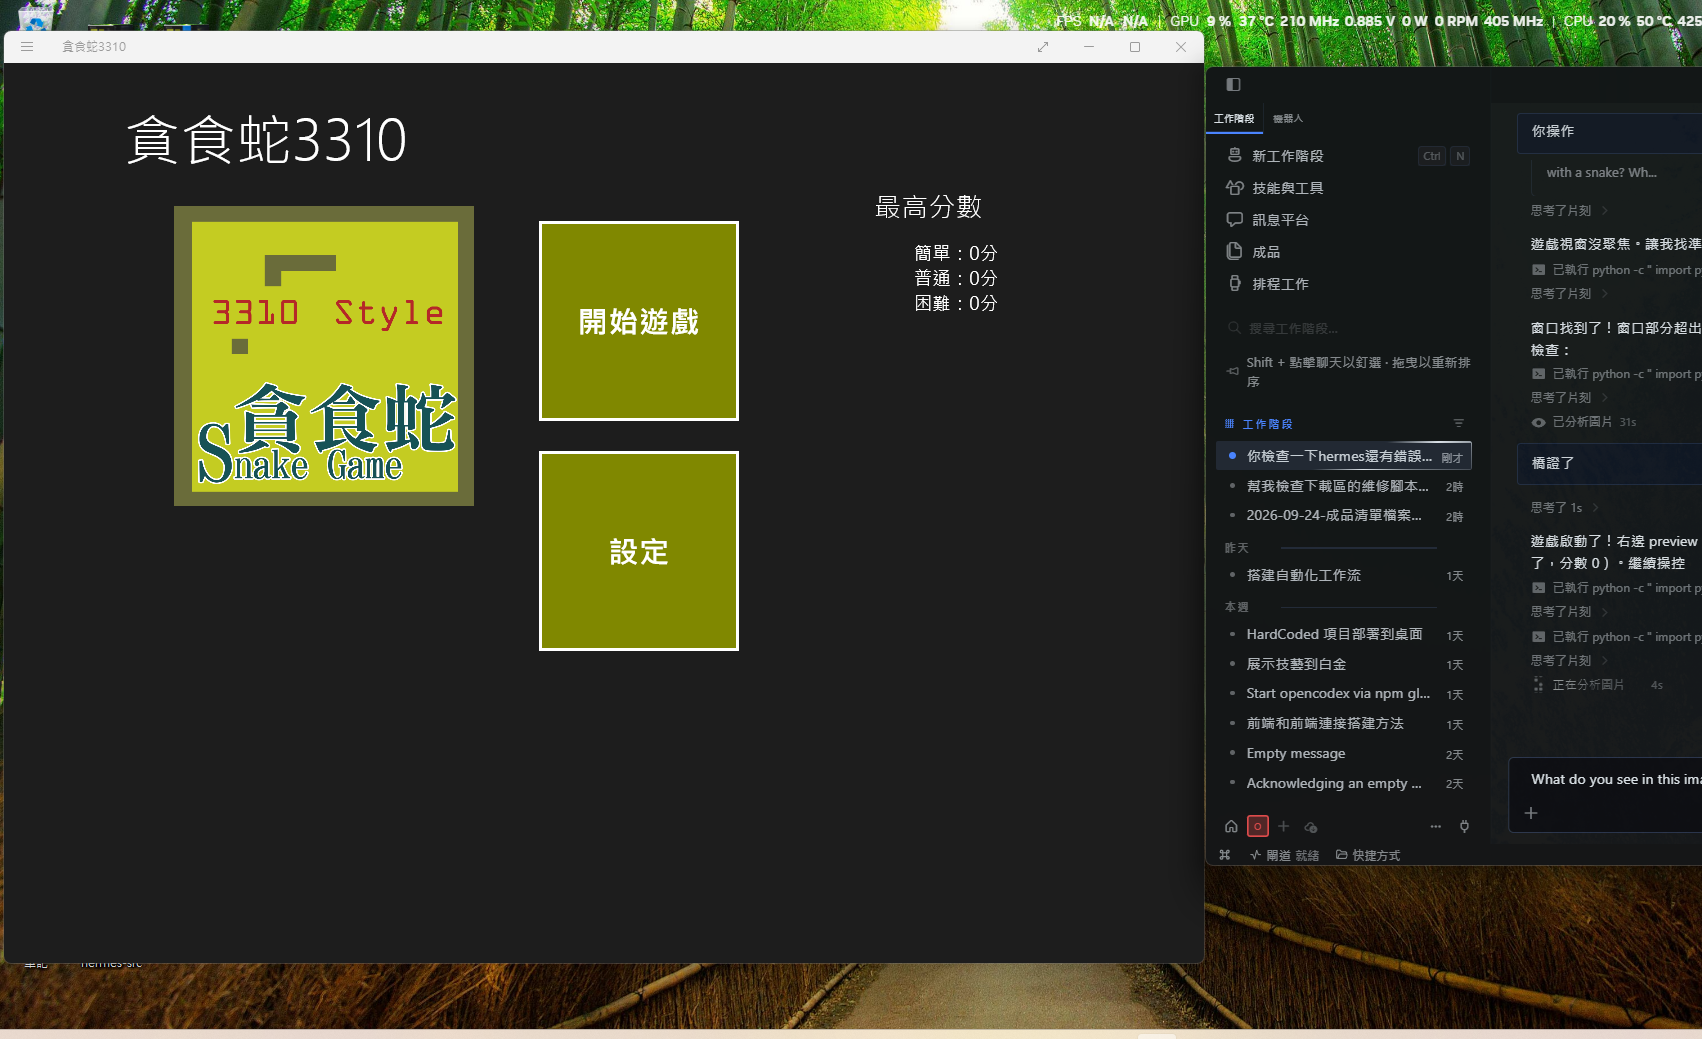 FPS N/A N/A | GPU 9 % 37 °C 210 MHz 0.885 V 0 W 0 RPM 405 MHz | CPU 20 % 50 °C 425
貪食蛇3310
貪食蛇3310
3310 Style
貪食蛇
Snake Game
開始遊戲
設定
最高分數
簡單：0分
普通：0分
困難：0分
hermes-src
工作階段 機器人
新工作階段 Ctrl N
技能與工具
訊息平台
成品
排程工作
搜尋工作階段...
Shift + 點擊聊天以釘選 · 拖曳以重新排
序
工作階段
你檢查一下hermes還有錯誤... 剛才
幫我檢查下載區的維修腳本... 2時
2026-09-24-成品清單檔案... 2時
昨天
搭建自動化工作流 1天
本週
HardCoded 項目部署到桌面 1天
展示技藝到白金 1天
Start opencodex via npm gl... 1天
前端和前端連接搭建方法 1天
Empty message 2天
Acknowledging an empty ... 2天
閘道 就緒 快捷方式
你操作
with a snake? Wh...
思考了片刻
遊戲視窗沒聚焦。讓我找準
已執行 python -c " import p
思考了片刻
窗口找到了！窗口部分超出
檢查：
已執行 python -c " import p
思考了片刻
已分析圖片 31s
橋證了
思考了 1s
遊戲啟動了！右邊 preview
了，分數 0）。繼續操控
已執行 python -c " import p
思考了片刻
已執行 python -c " import p
思考了片刻
正在分析圖片 4s
What do you see in this ima